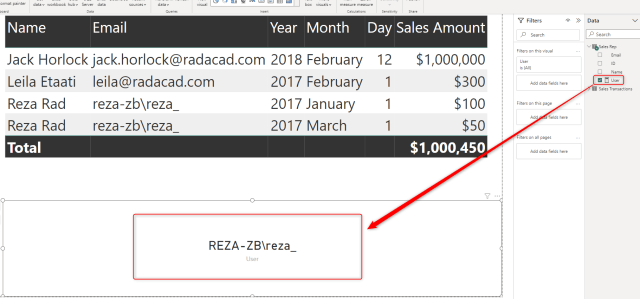 Name Email Year Month Day Sales Amount
Jack Horlock jack.horlock@radacad.com 2018 February 12 $1,000,000
Leila Etaati leila@radacad.com 2017 February 1 $300
Reza Rad reza-zb\reza_ 2017 January 1 $100
Reza Rad reza-zb\reza_ 2017 March 1 $50
Total $1,000,450
REZA-ZB\reza_
User
Filters
Search
Filters on this visual
User
is (All)
Add data fields here
Filters on this page
Add data fields here
Filters on all pages
Add data fields here
Data
Search
Sales Rep
Email
ID
Name
User
Sales Transactions